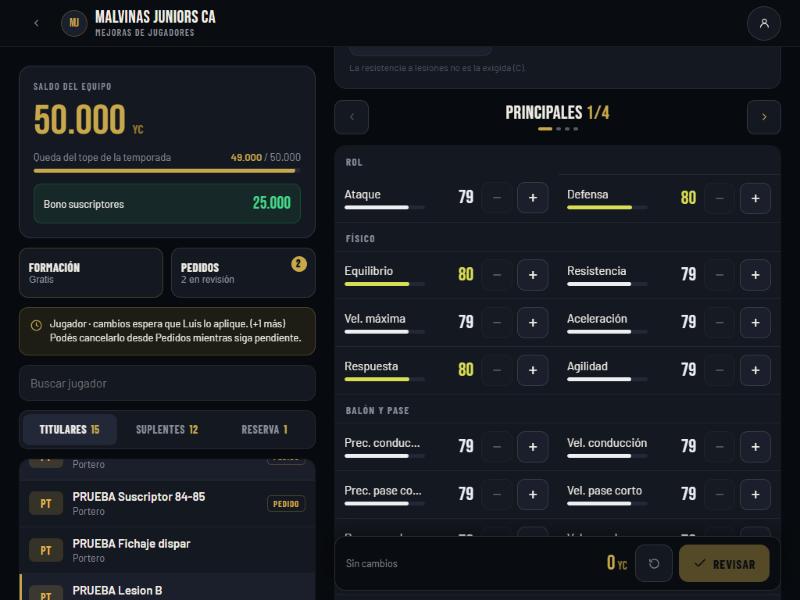 MJ
MALVINAS JUNIORS CA
MEJORAS DE JUGADORES
SALDO DEL EQUIPO
50.000 YC
Queda del tope de la temporada 49.000 / 50.000
Bono suscriptores 25.000
FORMACIÓN
Gratis
PEDIDOS
2 en revisión
2
Jugador · cambios espera que Luis lo aplique. (+1 más)
Podés cancelarlo desde Pedidos mientras siga pendiente.
Buscar jugador
TITULARES 15 SUPLENTES 12 RESERVA 1
PT
Portero
PT PRUEBA Suscriptor 84-85 PEDIDO
Portero
PT PRUEBA Fichaje dispar
Portero
PT PRUEBA Lesion B
Portero
La resistencia a lesiones no es la exigida (C).
PRINCIPALES 1/4
ROL
Ataque 79 − + Defensa 80 − +
FÍSICO
Equilibrio 80 − + Resistencia 79 − +
Vel. máxima 79 − + Aceleración 79 − +
Respuesta 80 − + Agilidad 79 − +
BALÓN Y PASE
Prec. conduc... 79 − + Vel. conducción 79 − +
Prec. pase co... 79 − + Vel. pase corto 79 − +
Sin cambios 0 YC REVISAR